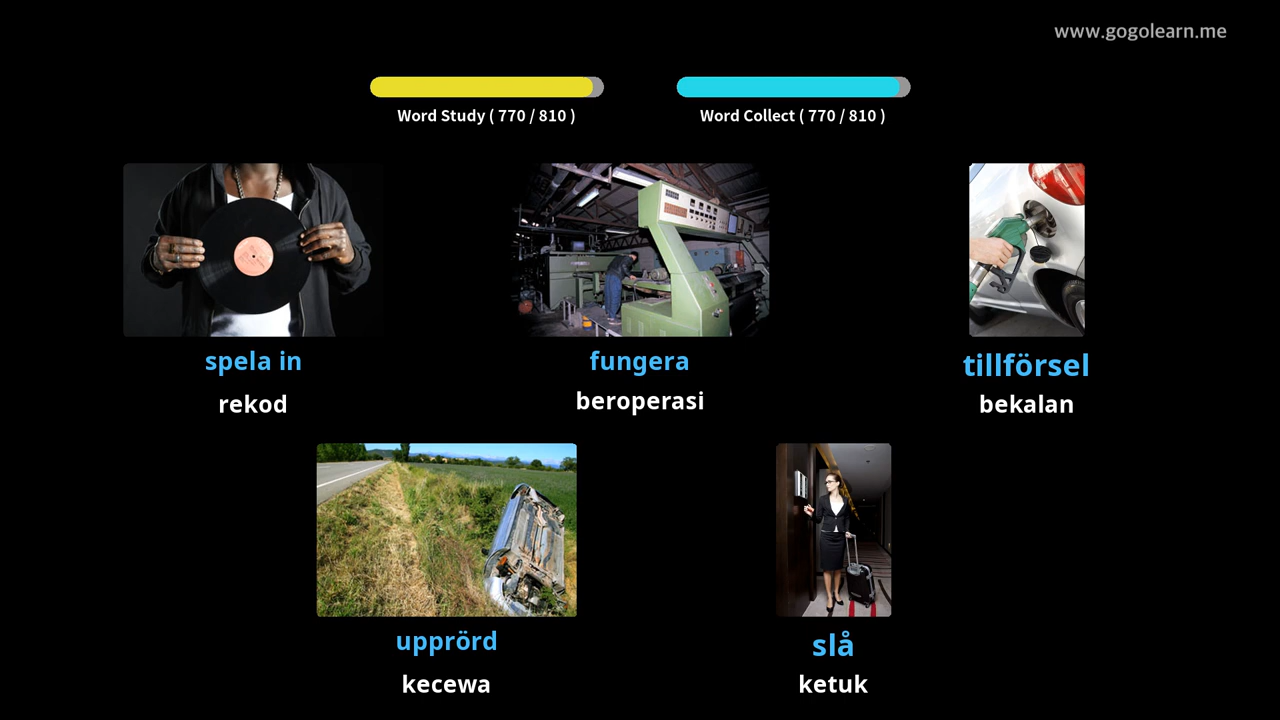 www.gogolearn.me
Word Study ( 770 / 810 )
Word Collect ( 770 / 810 )
spela in
rekod
fungera
beroperasi
tillförsel
bekalan
upprörd
kecewa
slå
ketuk